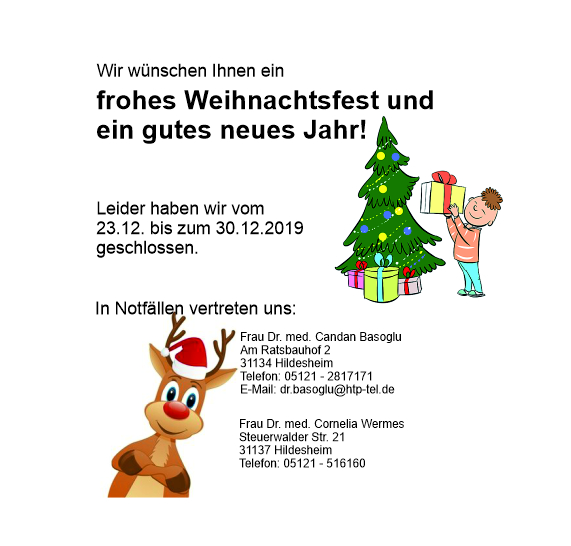 Wir wünschen Ihnen ein
frohes Weihnachtsfest und
ein gutes neues Jahr!
Leider haben wir vom
23.12. bis zum 30.12.2019
geschlossen.
In Notfällen vertreten uns:
Frau Dr. med. Candan Basoglu
Am Ratsbauhof 2
31134 Hildesheim
Telefon: 05121 - 2817171
E-Mail: dr.basoglu@htp-tel.de
Frau Dr. med. Cornelia Wermes
Steuerwalder Str. 21
31137 Hildesheim
Telefon: 05121 - 516160